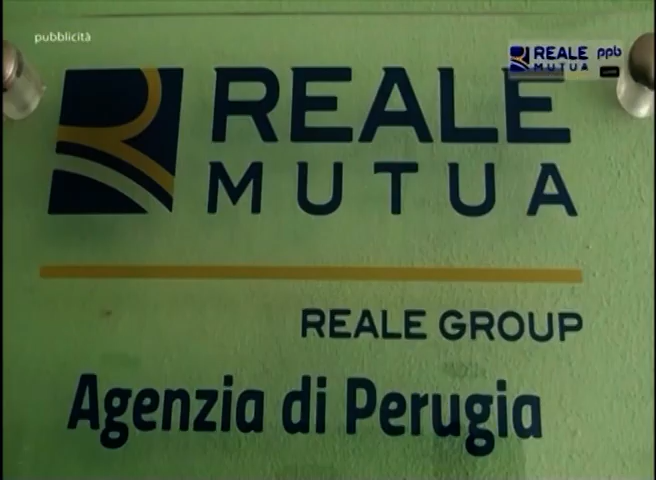 pubblicità
REALE ppb
MUTUA
REALE
MUTUA
REALE GROUP
Agenzia di Perugia